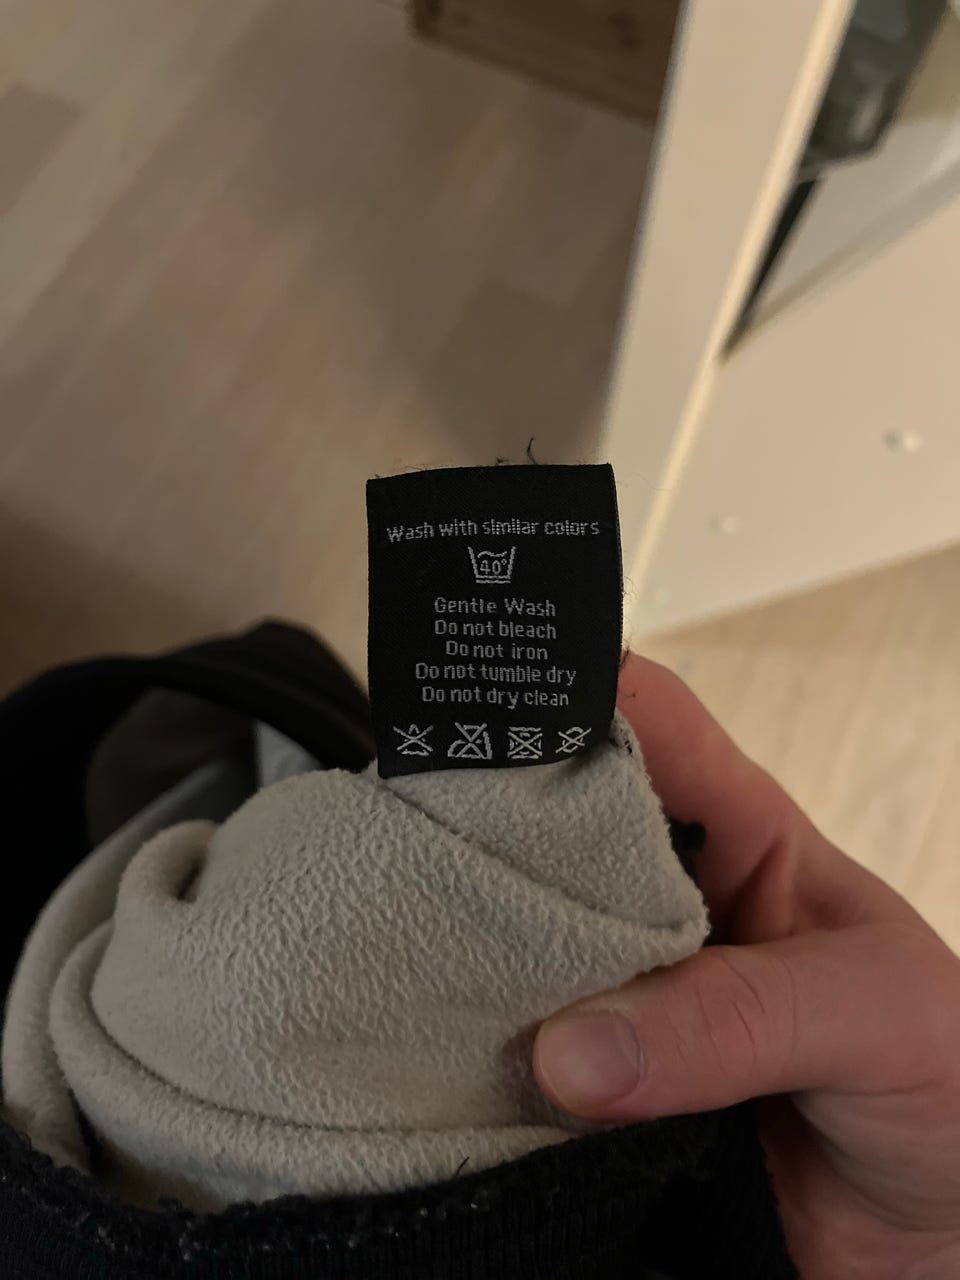 Wash with similar colors
40°
Gentle Wash
Do not bleach
Do not iron
Do not tumble dry
Do not dry clean